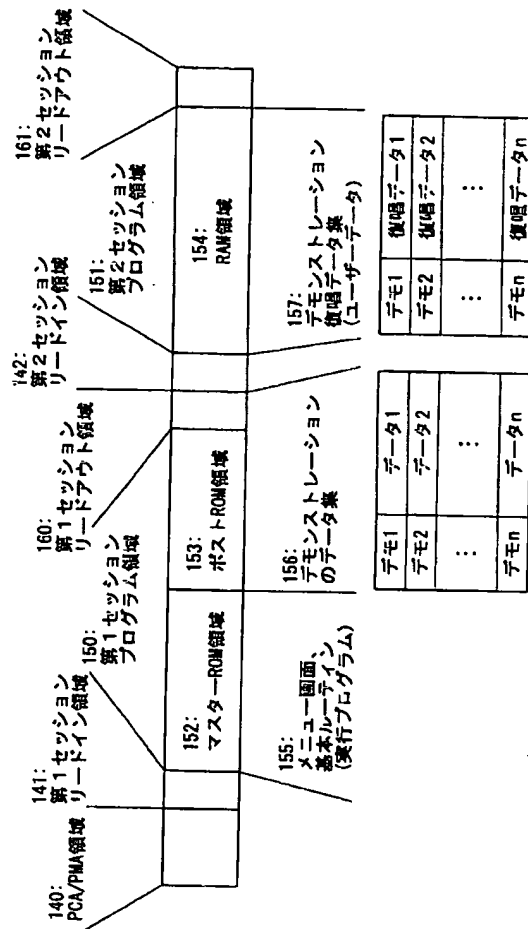 140:
PCA/PMA領域
141:
第1セッション
リードイン領域
150:
第1セッション
プログラム領域
160:
第1セッション
リードアウト領域
142:
第2セッション
リードイン領域
151:
第2セッション
プログラム領域
161:
第2セッション
リードアウト領域
152:
マスターROM領域
153:
ポストROM領域
154:
RAM領域
155:
メニュー画面、
基本ルーティン
(実行プログラム)
156:
デモンストレーション
のデータ集
157:
デモンストレーション
復唱データ集
(ユーザーデータ)
デモ1 データ1
デモ2 データ2
⋮ ⋮
デモn データn
デモ1 復唱データ1
デモ2 復唱データ2
⋮ ⋮
デモn 復唱データn